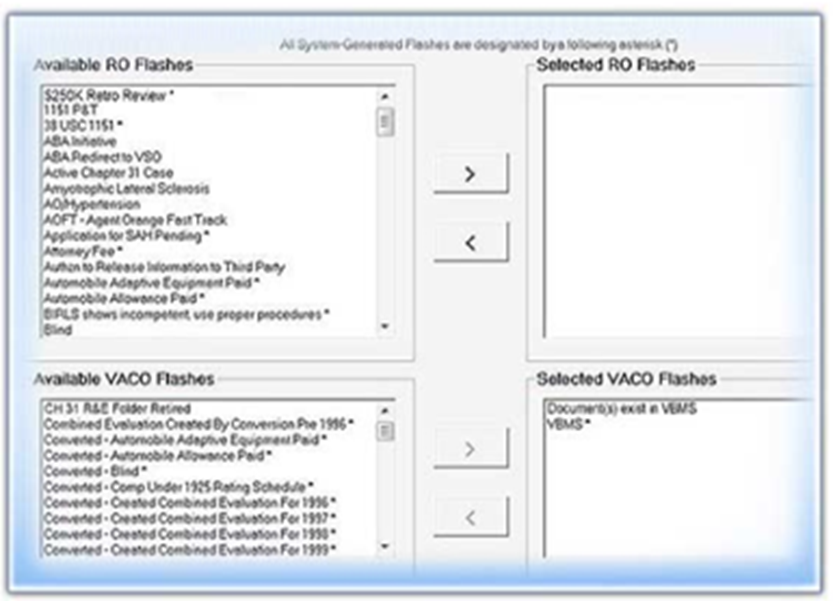 All System-Generated Flashes are designated by a following asterisk (*)
Available RO Flashes
$250K Retro Review *
1151 P&T
38 USC 1151 *
ABA Initiative
ABA Redirect to VSO
Active Chapter 31 Case
Amyotrophic Lateral Sclerosis
AO/Hypertension
AOFT - Agent Orange Fast Track
Application for SAH Pending *
Attorney Fee *
Authzn to Release Information to Third Party
Automobile Adaptive Equipment Paid *
Automobile Allowance Paid *
BIRLS shows incompetent, use proper procedures *
Blind
>
<
Selected RO Flashes
Available VACO Flashes
CH 31 R&E Folder Retired
Combined Evaluation Created By Conversion Pre 1996 *
Converted - Automobile Adaptive Equipment Paid *
Converted - Automobile Allowance Paid *
Converted - Blind *
Converted - Comp Under 1925 Rating Schedule *
Converted - Created Combined Evaluation For 1996 *
Converted - Created Combined Evaluation For 1997 *
Converted - Created Combined Evaluation For 1998 *
Converted - Created Combined Evaluation For 1999 *
>
<
Selected VACO Flashes
Document(s) exist in VBMS
VBMS *